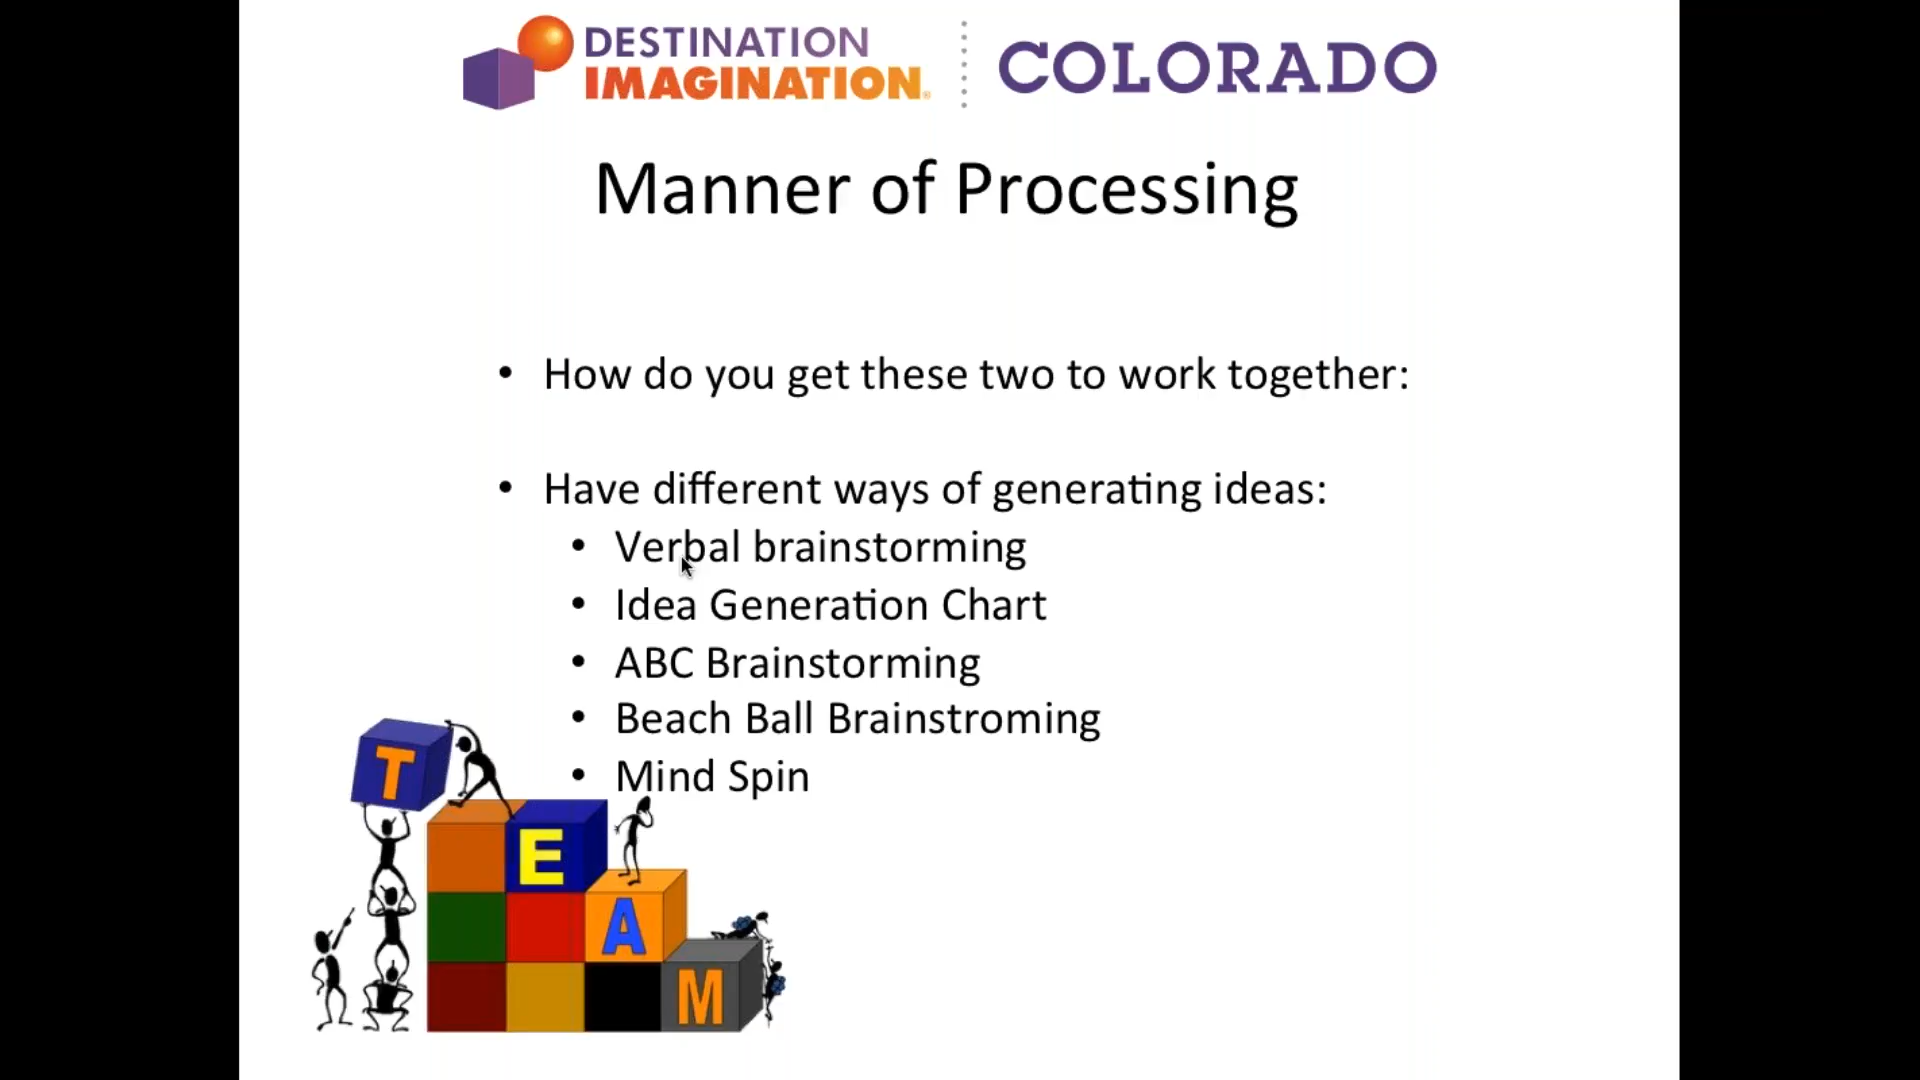 DESTINATION
IMAGINATION®
COLORADO
Manner of Processing
• How do you get these two to work together:
• Have different ways of generating ideas:
• Verbal brainstorming
• Idea Generation Chart
• ABC Brainstorming
• Beach Ball Brainstroming
• Mind Spin
T
E
A
M